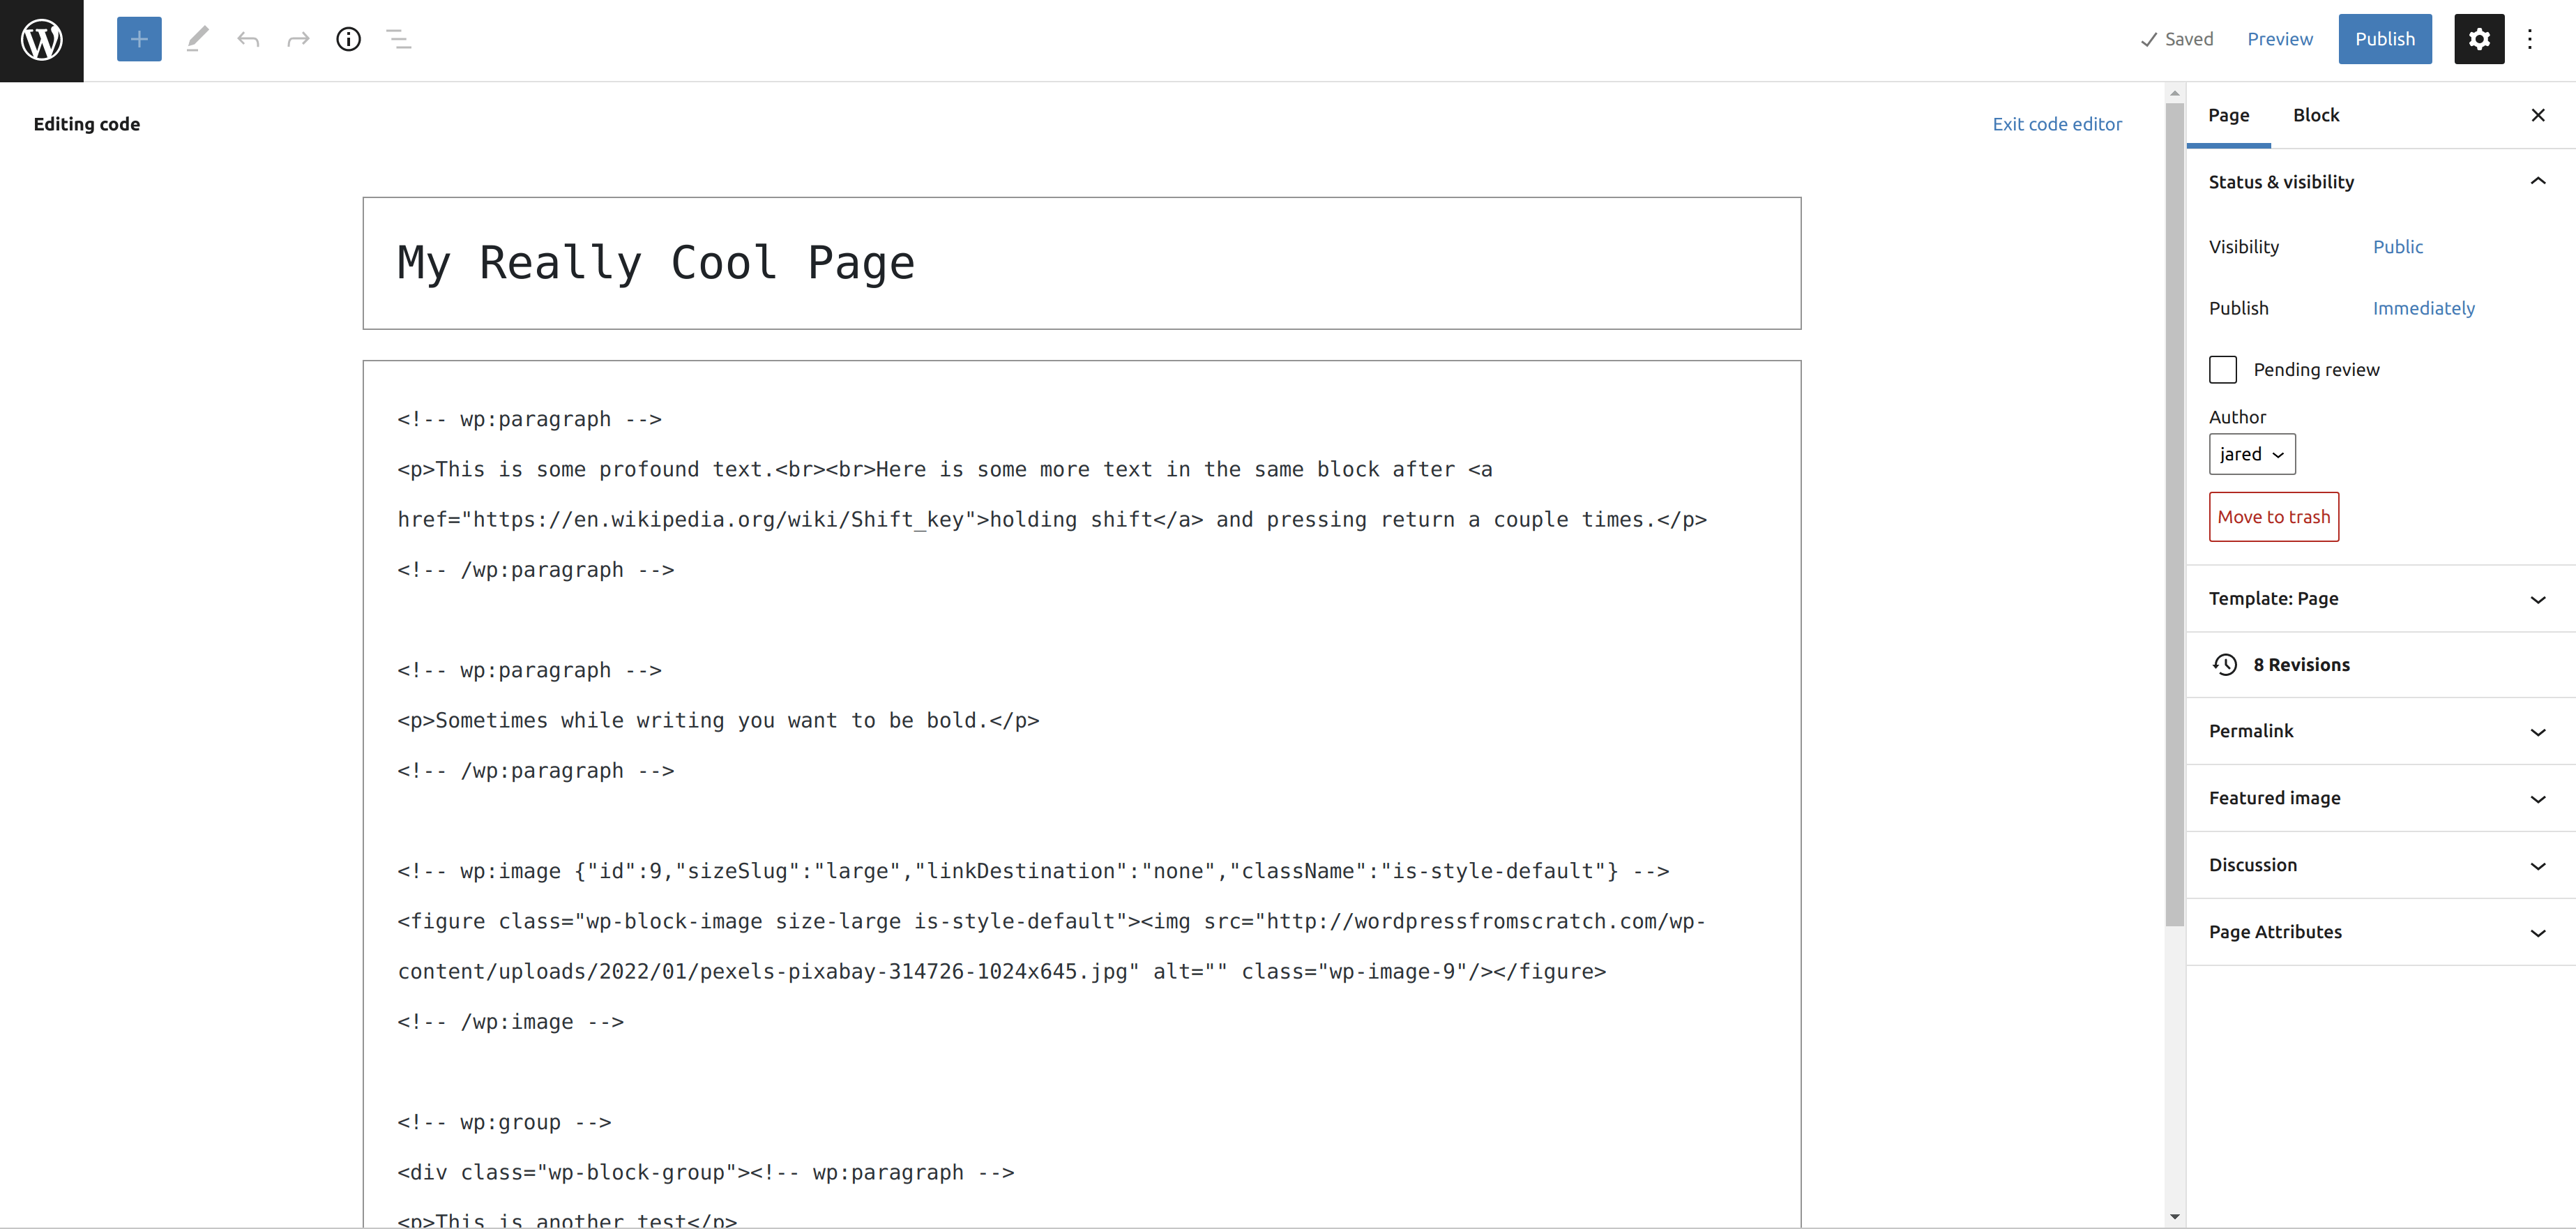 Saved Preview Publish
Editing code Exit code editor
My Really Cool Page
<!-- wp:paragraph -->
<p>This is some profound text.<br><br>Here is some more text in the same block after <a
href="https://en.wikipedia.org/wiki/Shift_key">holding shift</a> and pressing return a couple times.</p>
<!-- /wp:paragraph -->
<!-- wp:paragraph -->
<p>Sometimes while writing you want to be bold.</p>
<!-- /wp:paragraph -->
<!-- wp:image {"id":9,"sizeSlug":"large","linkDestination":"none","className":"is-style-default"} -->
<figure class="wp-block-image size-large is-style-default"><img src="http://wordpressfromscratch.com/wp-
content/uploads/2022/01/pexels-pixabay-314726-1024x645.jpg" alt="" class="wp-image-9"/></figure>
<!-- /wp:image -->
<!-- wp:group -->
<div class="wp-block-group"><!-- wp:paragraph -->
<p>This is another test</p>
Page Block
Status & visibility
Visibility Public
Publish Immediately
Pending review
Author
jared
Move to trash
Template: Page
8 Revisions
Permalink
Featured image
Discussion
Page Attributes